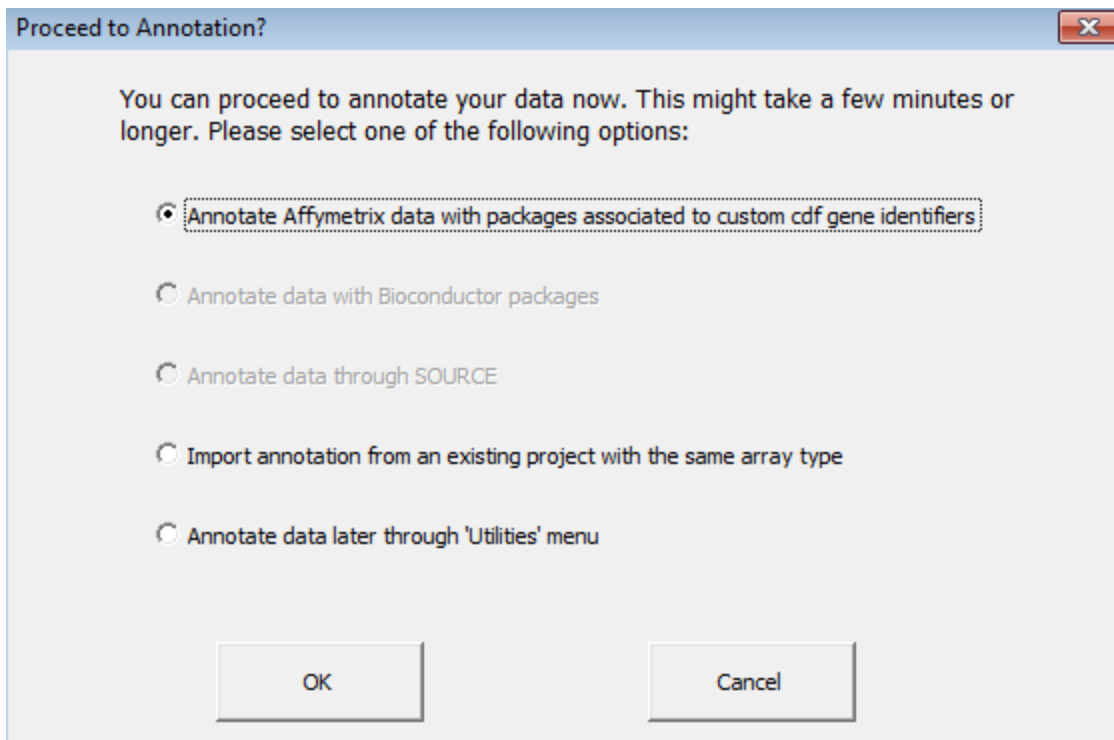 Proceed to Annotation?
You can proceed to annotate your data now. This might take a few minutes or
longer. Please select one of the following options:
Annotate Affymetrix data with packages associated to custom cdf gene identifiers
Annotate data with Bioconductor packages
Annotate data through SOURCE
Import annotation from an existing project with the same array type
Annotate data later through 'Utilities' menu
OK
Cancel